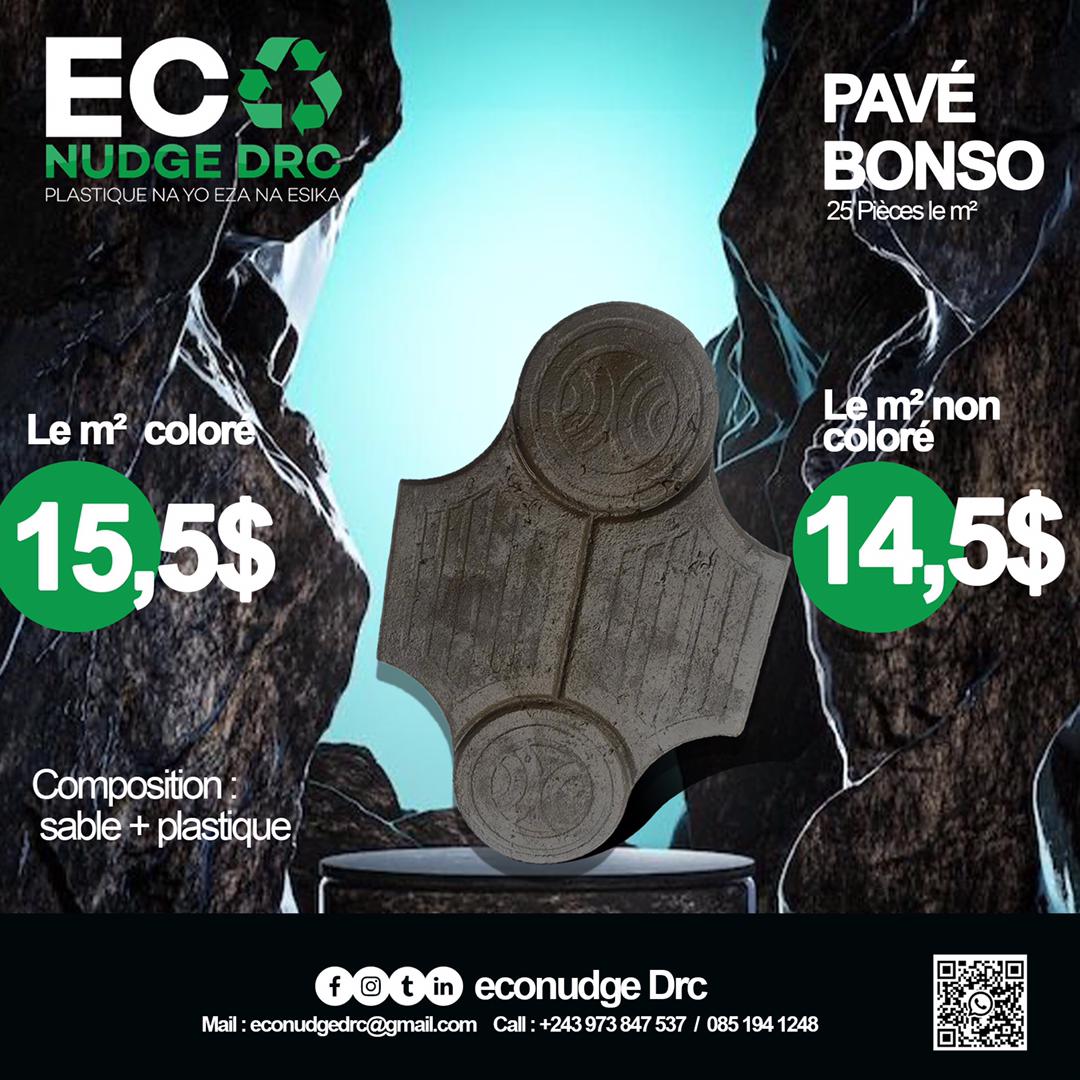 ECO
NUDGE DRC
PLASTIQUE NA YO EZA NA ESIKA
PAVÉ
BONSO
25 Pièces le m²
Le m² coloré
15,5$
Le m² non
coloré
14,5$
Composition :
sable + plastique
econudge Drc
Mail : econudgedrc@gmail.com Call : +243 973 847 537 / 085 194 1248